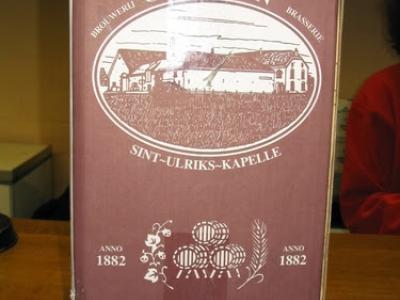 BROUWERIJ
BRASSERIE
SINT~ULRIKS~KAPELLE
ANNO
1882
ANNO
1882